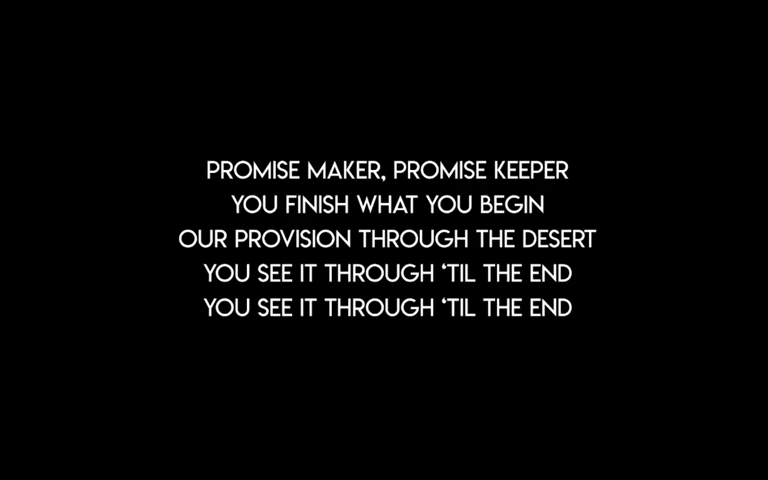 PROMISE MAKER, PROMISE KEEPER
YOU FINISH WHAT YOU BEGIN
OUR PROVISION THROUGH THE DESERT
YOU SEE IT THROUGH ‘TIL THE END
YOU SEE IT THROUGH ‘TIL THE END